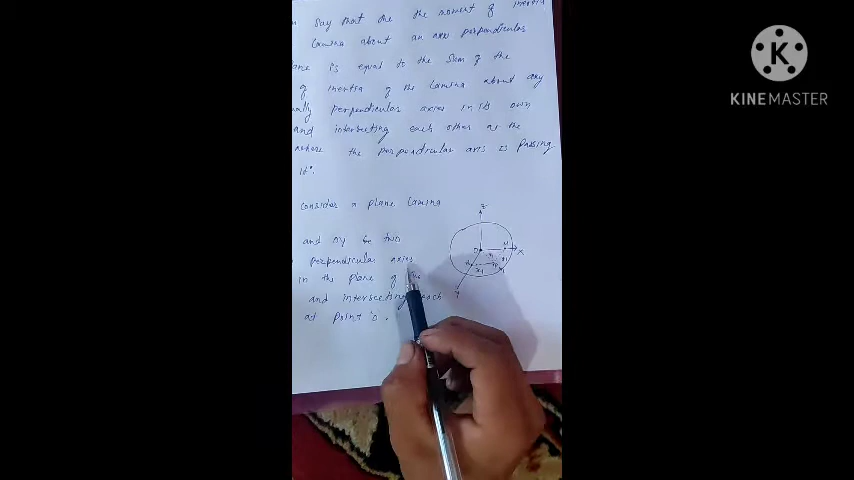 say that the the moment of inertia
lamina about an axis perpendicular
is equal to the Sum of the
of inertia of the lamina about any
perpendicular axies in its own
and intersecting each other at the
where the perpendicular axis is passing
it".
Consider a plane lamina
and oy be two
perpendicular axies
in the plane of the
and intersecting each
at point 'o'.
Z
O
X
Y
K
KINEMASTER